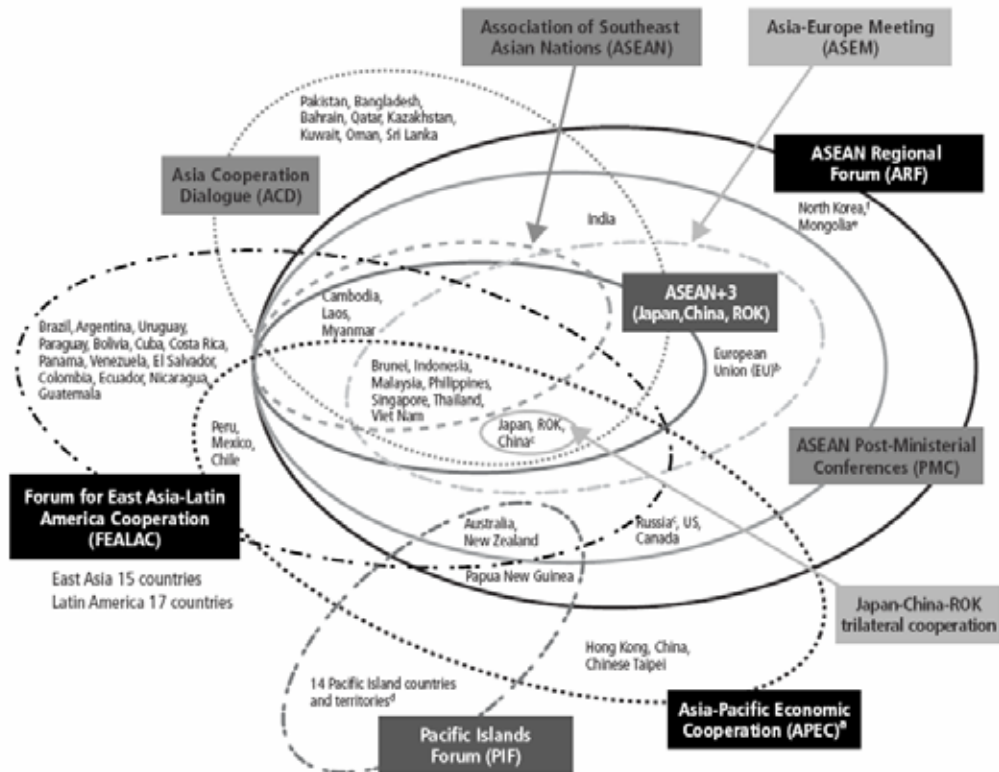 Association of Southeast
Asian Nations (ASEAN)
Asia-Europe Meeting
(ASEM)
Pakistan, Bangladesh,
Bahrain, Qatar, Kazakhstan,
Kuwait, Oman, Sri Lanka
ASEAN Regional
Forum (ARF)
Asia Cooperation
Dialogue (ACD)
North Korea,ᶠ
Mongoliaᵉ
India
ASEAN+3
(Japan,China, ROK)
Cambodia,
Laos,
Myanmar
Brazil, Argentina, Uruguay,
Paraguay, Bolivia, Cuba, Costa Rica,
Panama, Venezuela, El Salvador,
Colombia, Ecuador, Nicaragua,
Guatemala
European
Union (EU)ᵇ
Brunei, Indonesia,
Malaysia, Philippines,
Singapore, Thailand,
Viet Nam
Peru,
Mexico,
Chile
Japan, ROK,
Chinaᶜ
ASEAN Post-Ministerial
Conferences (PMC)
Forum for East Asia-Latin
America Cooperation
(FEALAC)
Australia,
New Zealand
Russiaᶜ, US,
Canada
East Asia 15 countries
Latin America 17 countries
Papua New Guinea
Japan-China-ROK
trilateral cooperation
Hong Kong, China,
Chinese Taipei
14 Pacific Island countries
and territoriesᵈ
Asia-Pacific Economic
Cooperation (APEC)ᵃ
Pacific Islands
Forum (PIF)